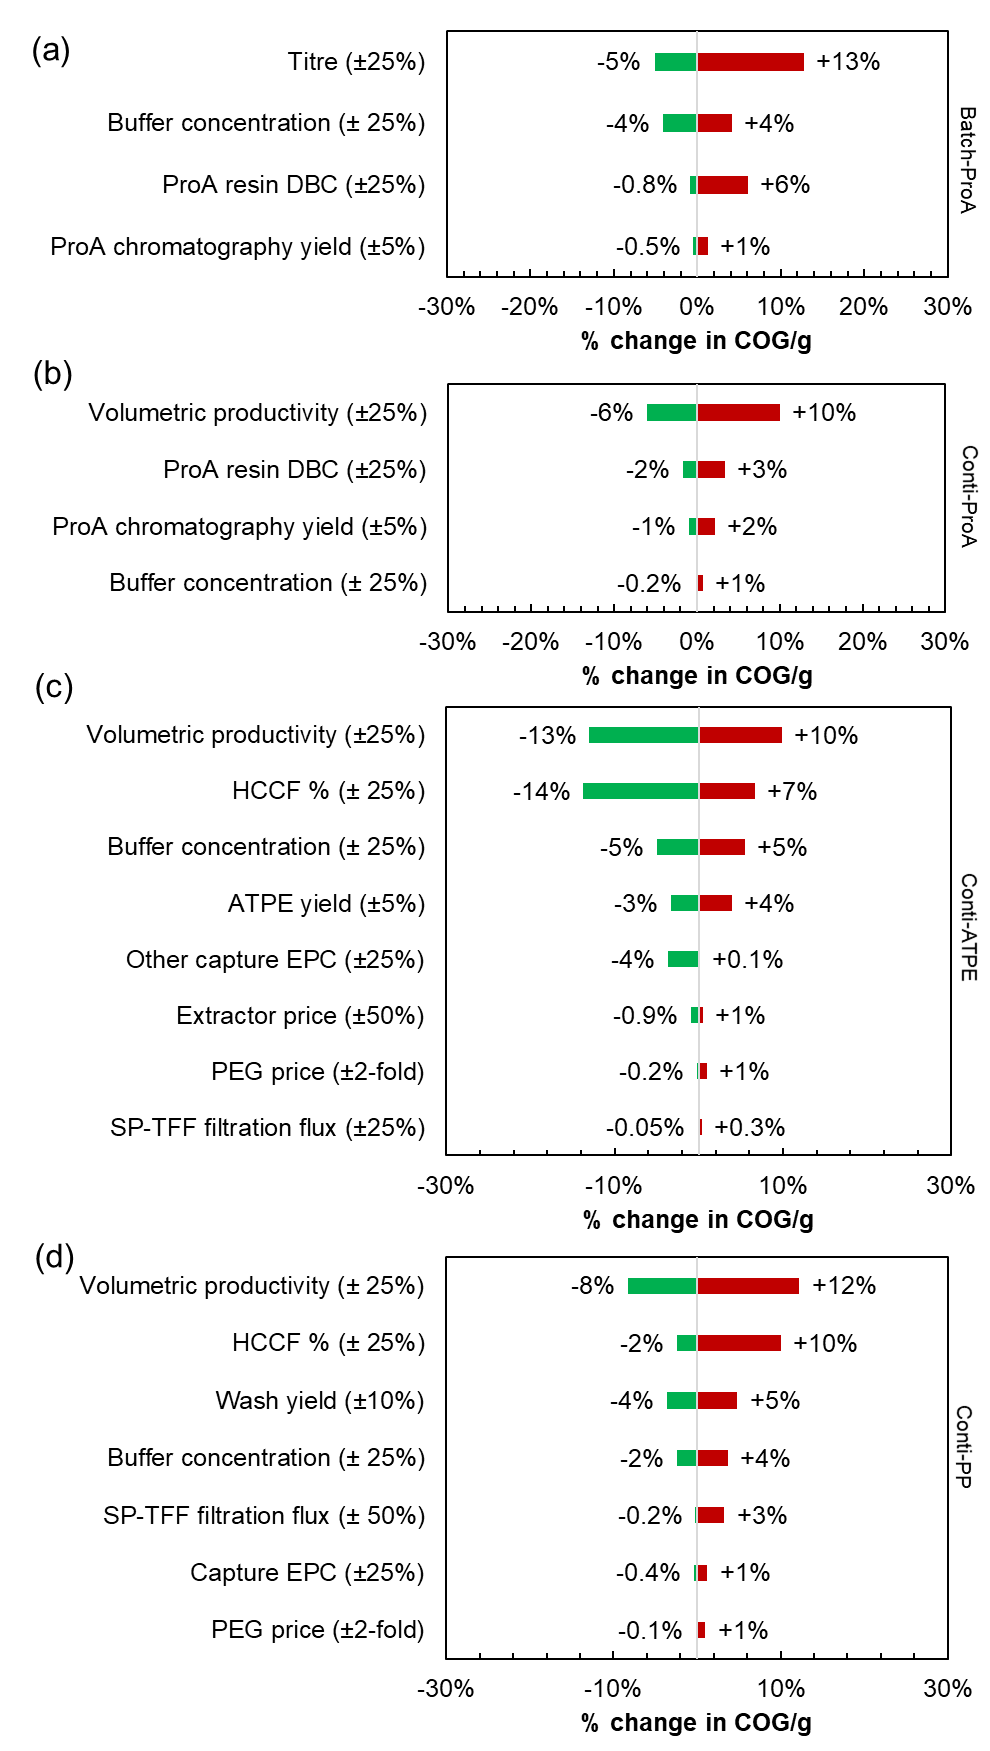 (a)
Titre (±25%) -5% +13%
Buffer concentration (± 25%) -4% +4%
ProA resin DBC (±25%) -0.8% +6%
ProA chromatography yield (±5%) -0.5% +1%
Batch-ProA
-30% -20% -10% 0% 10% 20% 30%
% change in COG/g
(b)
Volumetric productivity (±25%) -6% +10%
ProA resin DBC (±25%) -2% +3%
ProA chromatography yield (±5%) -1% +2%
Buffer concentration (± 25%) -0.2% +1%
Conti-ProA
-30% -20% -10% 0% 10% 20% 30%
% change in COG/g
(c)
Volumetric productivity (±25%) -13% +10%
HCCF % (± 25%) -14% +7%
Buffer concentration (± 25%) -5% +5%
ATPE yield (±5%) -3% +4%
Other capture EPC (±25%) -4% +0.1%
Extractor price (±50%) -0.9% +1%
PEG price (±2-fold) -0.2% +1%
SP-TFF filtration flux (±25%) -0.05% +0.3%
Conti-ATPE
-30% -10% 10% 30%
% change in COG/g
(d)
Volumetric productivity (± 25%) -8% +12%
HCCF % (± 25%) -2% +10%
Wash yield (±10%) -4% +5%
Buffer concentration (± 25%) -2% +4%
SP-TFF filtration flux (± 50%) -0.2% +3%
Capture EPC (±25%) -0.4% +1%
PEG price (±2-fold) -0.1% +1%
Conti-PP
-30% -10% 10% 30%
% change in COG/g